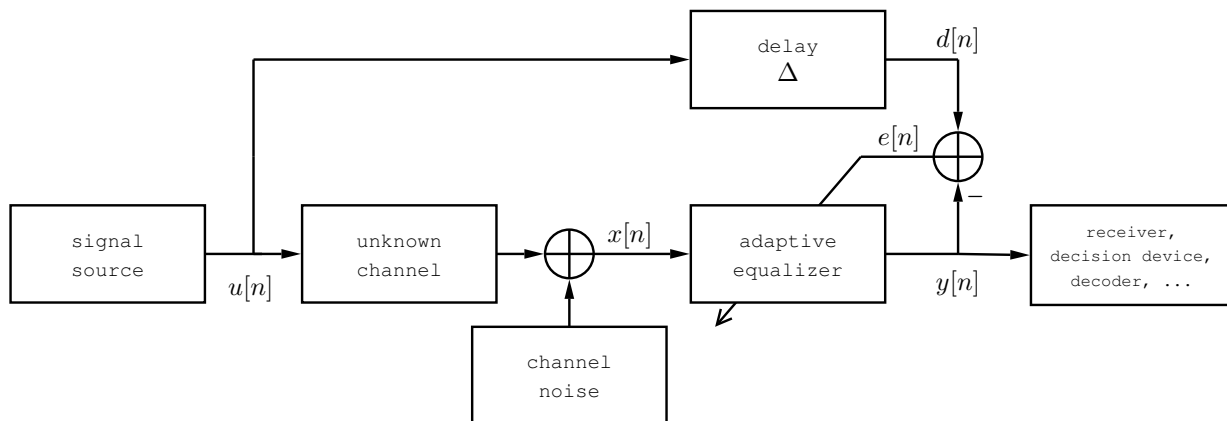 delay
Δ
d[n]
e[n]
−
signal
source
u[n]
unknown
channel
x[n]
adaptive
equalizer
y[n]
receiver,
decision device,
decoder, ...
channel
noise